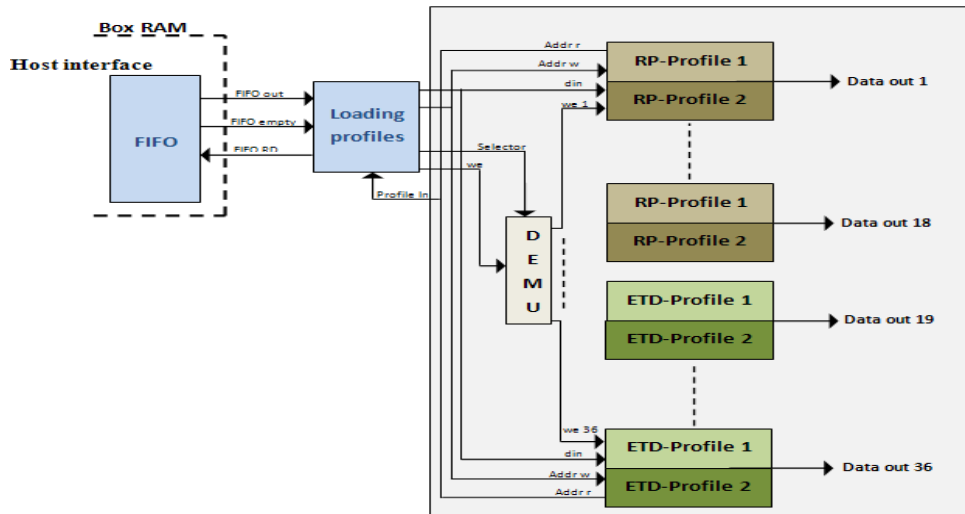 Box RAM
Host interface
FIFO
FIFO out
FIFO empty
FIFO RD
Loading
profiles
Profile In
Selector
we
D
E
M
U
Addr r
Addr w
din
we 1
RP-Profile 1
RP-Profile 2
Data out 1
RP-Profile 1
RP-Profile 2
Data out 18
ETD-Profile 1
ETD-Profile 2
Data out 19
we 36
din
Addr w
Addr r
ETD-Profile 1
ETD-Profile 2
Data out 36